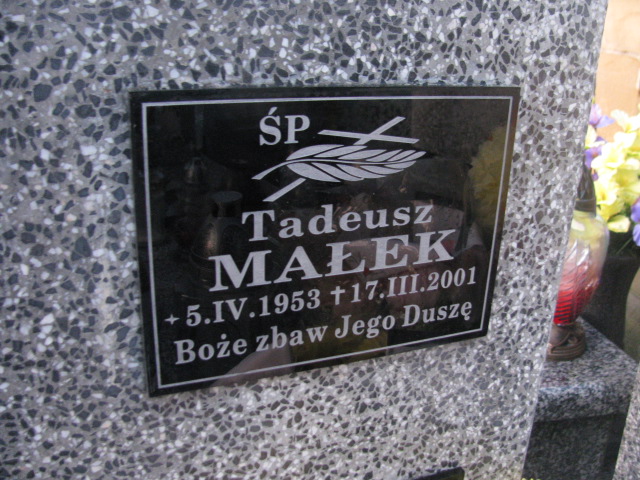 ŚP
Tadeusz
MAŁEK
5.IV.1953 ✝ 17.III.2001
Boże zbaw Jego Duszę